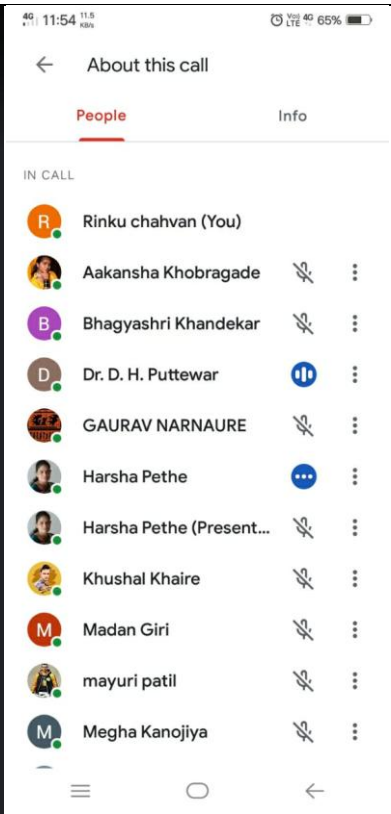 4G 11:54 11.5 KB/s Vo) LTE 4G 65%
About this call
People Info
IN CALL
R Rinku chahvan (You)
Aakansha Khobragade
B Bhagyashri Khandekar
D Dr. D. H. Puttewar
GAURAV NARNAURE
Harsha Pethe
Harsha Pethe (Present...
Khushal Khaire
M Madan Giri
mayuri patil
M Megha Kanojiya